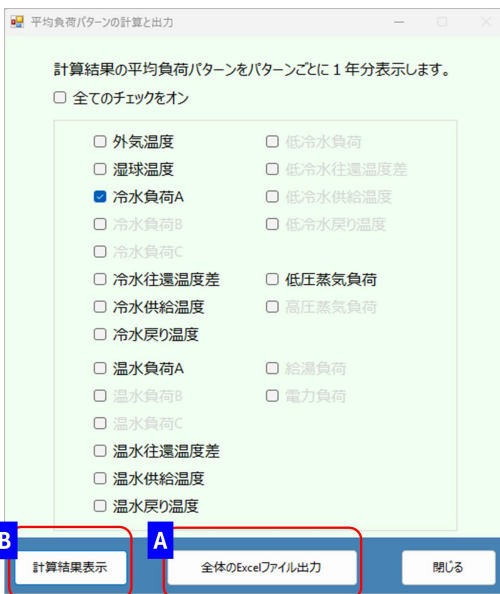 平均負荷パターンの計算と出力
計算結果の平均負荷パターンをパターンごとに1年分表示します。
全てのチェックをオン
外気温度
低冷水負荷
湿球温度
低冷水往還温度差
冷水負荷A
低冷水供給温度
冷水負荷B
低冷水戻り温度
冷水負荷C
冷水往還温度差
低圧蒸気負荷
冷水供給温度
高圧蒸気負荷
冷水戻り温度
温水負荷A
給湯負荷
温水負荷B
電力負荷
温水負荷C
温水往還温度差
温水供給温度
温水戻り温度
B
A
計算結果表示
全体のExcelファイル出力
閉じる